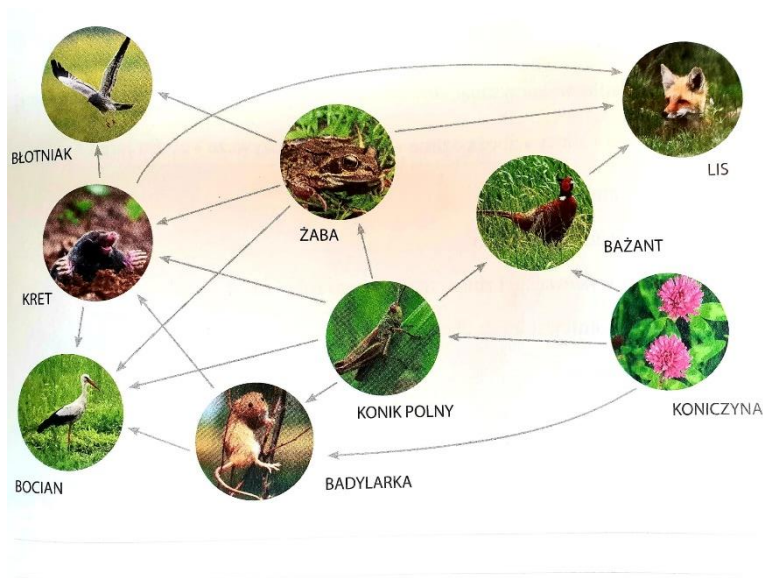 BŁOTNIAK
LIS
ŻABA
BAŻANT
KRET
KONIK POLNY
KONICZYNA
BOCIAN
BADYLARKA